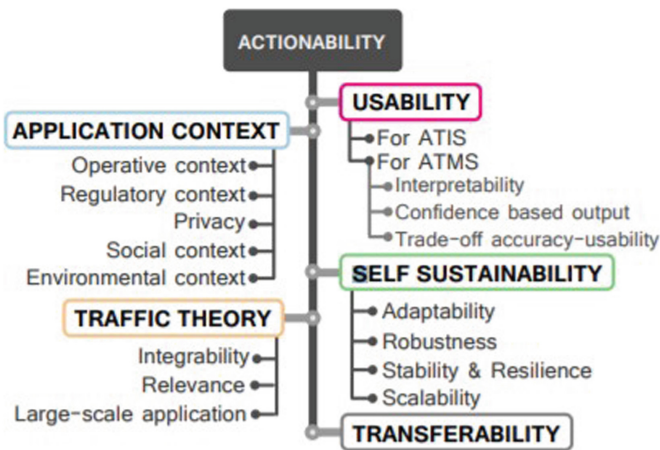 ACTIONABILITY
USABILITY
For ATIS
For ATMS
Interpretability
Confidence based output
Trade-off accuracy-usability
APPLICATION CONTEXT
Operative context
Regulatory context
Privacy
Social context
Environmental context
SELF SUSTAINABILITY
Adaptability
Robustness
Stability & Resilience
Scalability
TRAFFIC THEORY
Integrability
Relevance
Large-scale application
TRANSFERABILITY